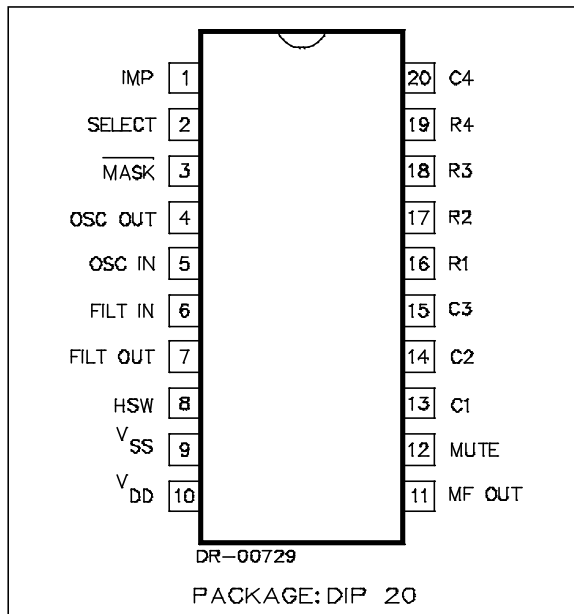 IMP 1 20 C4
SELECT 2 19 R4
MASK 3 18 R3
OSC OUT 4 17 R2
OSC IN 5 16 R1
FILT IN 6 15 C3
FILT OUT 7 14 C2
HSW 8 13 C1
VSS 9 12 MUTE
VDD 10 11 MF OUT
DR-00729
PACKAGE: DIP 20